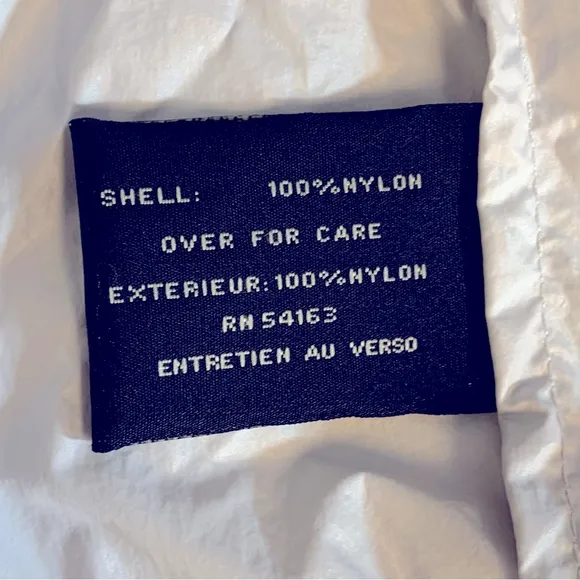 SHELL: 100%NYLON
OVER FOR CARE
EXTERIEUR:100%NYLON
RN 54163
ENTRETIEN AU VERSO